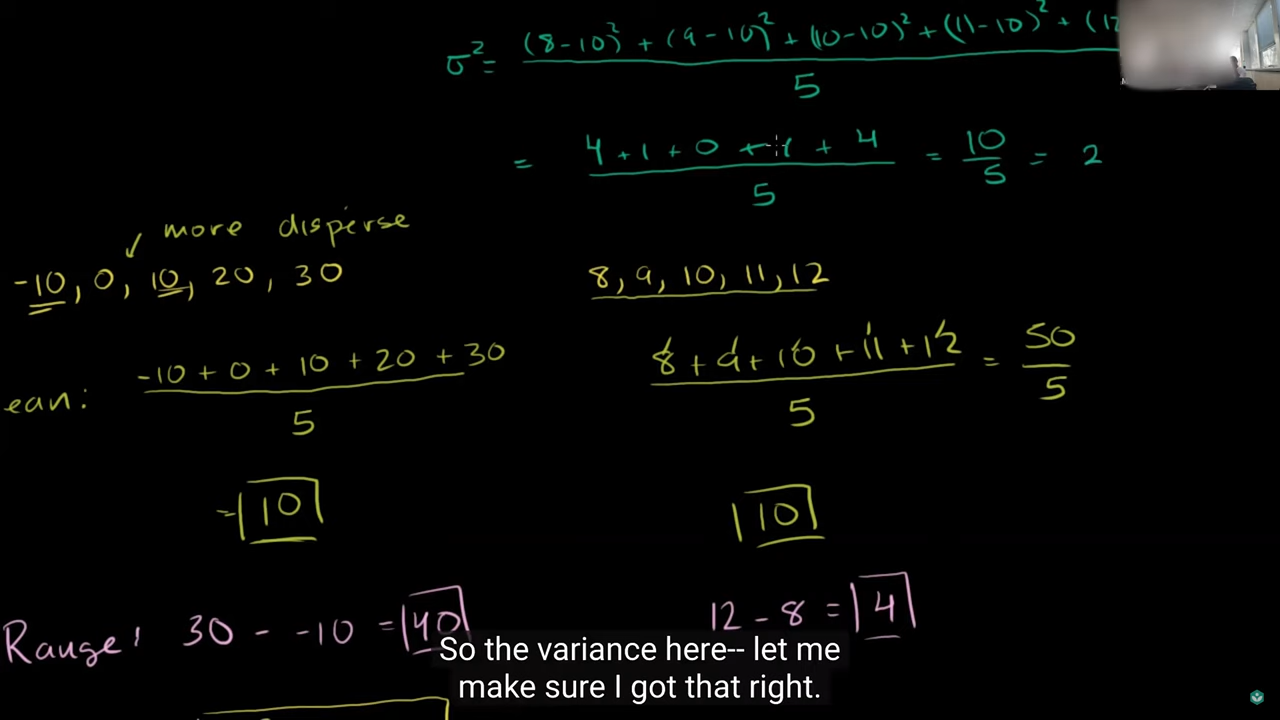 σ² = (8-10)² + (9-10)² + (10-10)² + (11-10)² + (12
5
= 4+1+0+1+4 = 10/5 = 2
5
more disperse
-10, 0, 10, 20, 30
8, 9, 10, 11, 12
ean: -10+0+10+20+30
5
8+9+10+11+12 = 50/5
5
= 10
10
Range: 30 - -10 = 40
12-8 = 4
So the variance here-- let me
make sure I got that right.